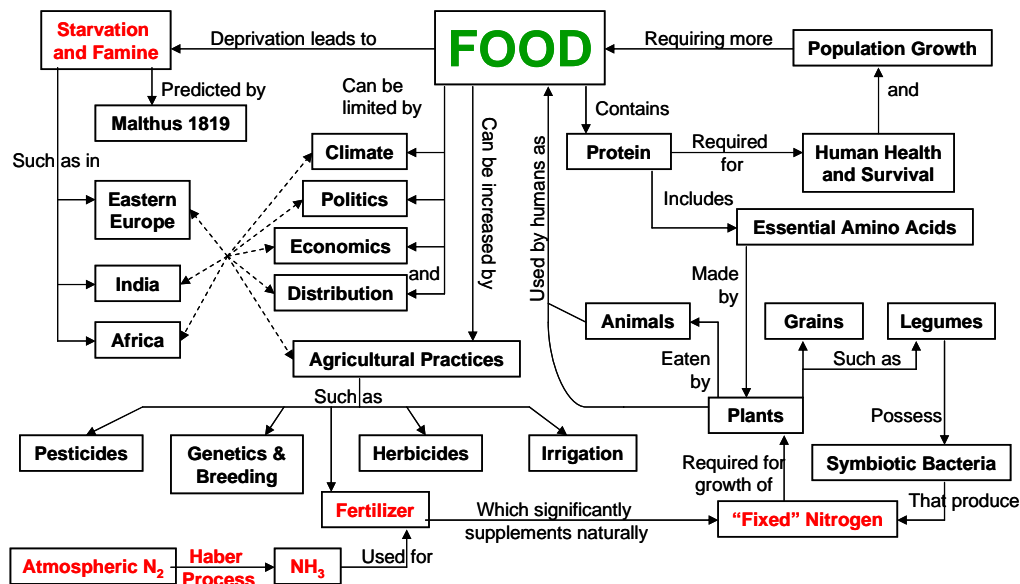 Starvation
and Famine
Deprivation leads to
FOOD
Requiring more
Population Growth
Predicted by
Malthus 1819
Can be
limited by
Can be increased by
Used by humans as
Contains
and
Such as in
Climate
Protein
Required
for
Human Health
and Survival
Eastern
Europe
Politics
Includes
Essential Amino Acids
Economics
and
Made
by
India
Distribution
Animals
Grains
Legumes
Africa
Agricultural Practices
Eaten
by
Such as
Such as
Plants
Possess
Pesticides
Genetics &
Breeding
Herbicides
Irrigation
Required for
growth of
Symbiotic Bacteria
Fertilizer
Which significantly
supplements naturally
"Fixed" Nitrogen
That produce
Atmospheric N₂
Haber
Process
NH₃
Used for